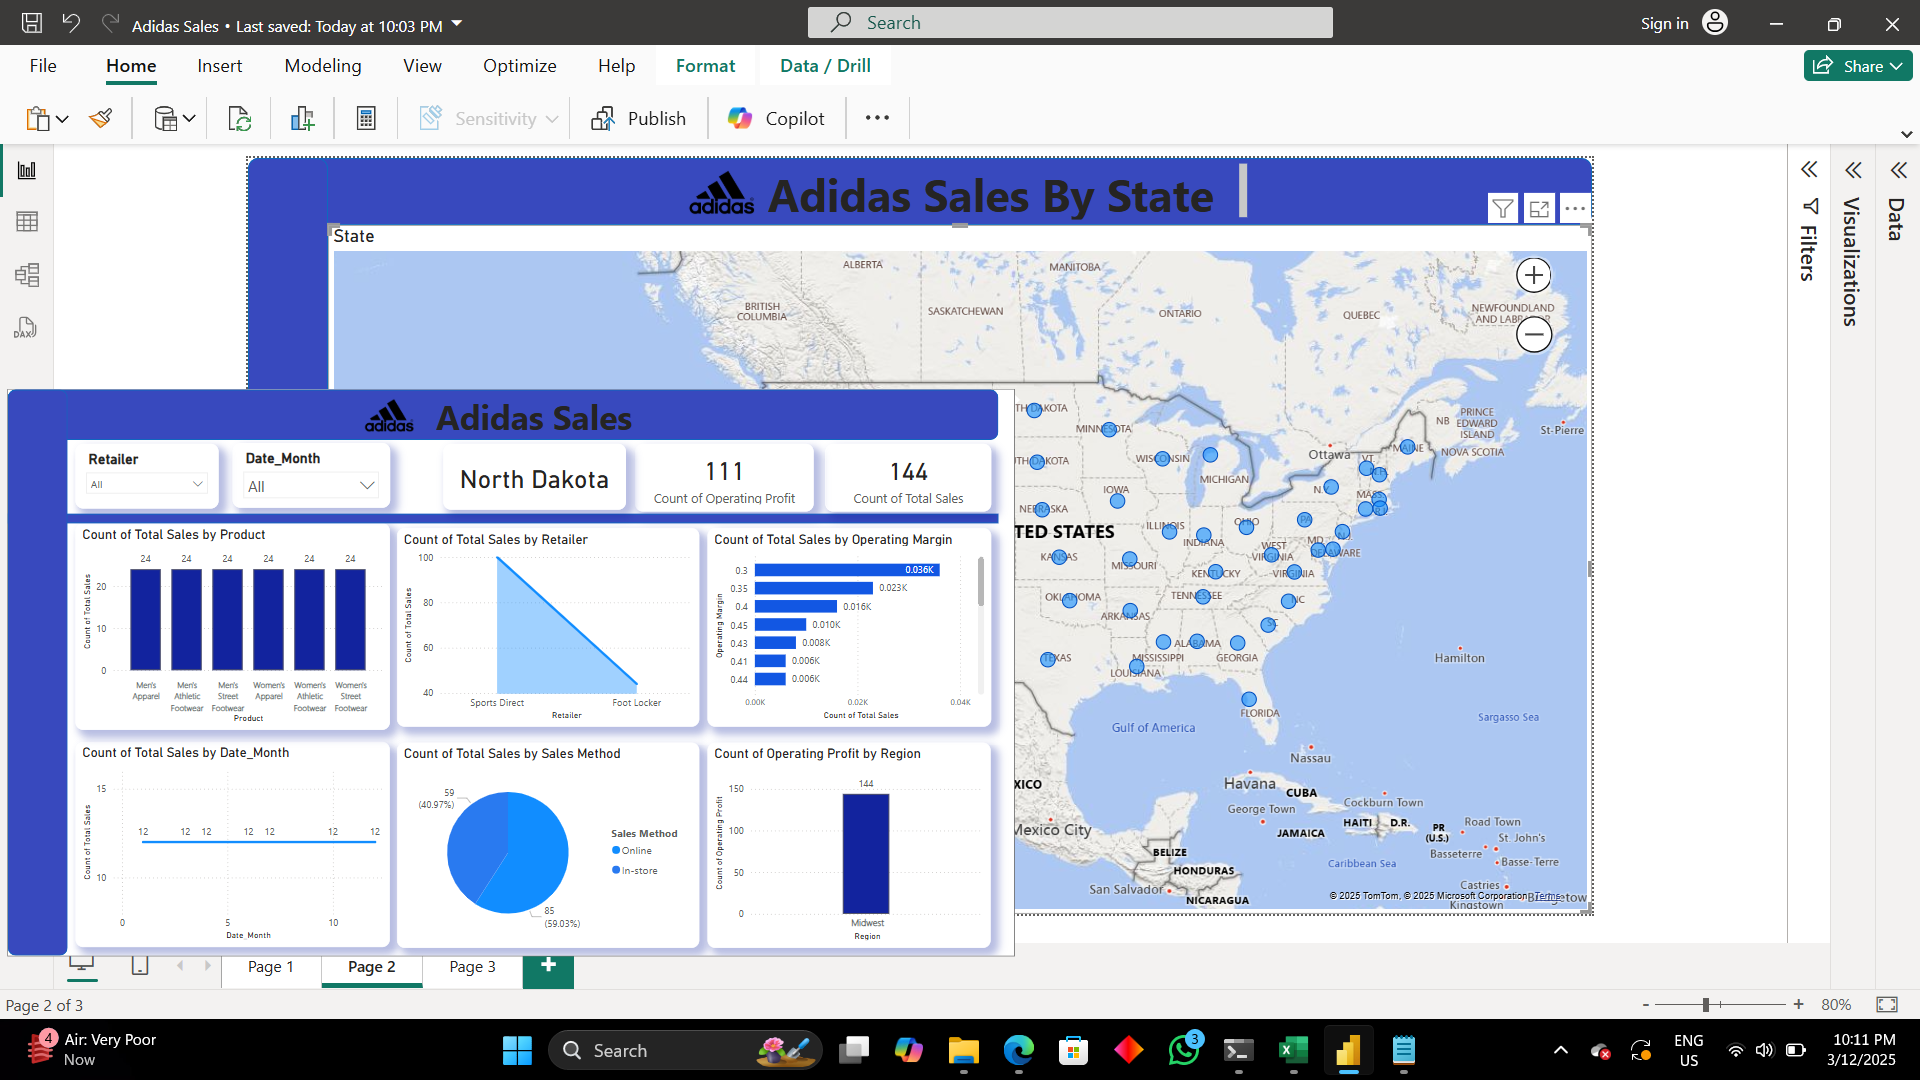 Adidas Sales • Last saved: Today at 10:03 PM
Search
Sign in
File Home Insert Modeling View Optimize Help Format Data / Drill
Share
Sensitivity
Publish
Copilot
adidas
Adidas Sales By State
State
Filters
Visualizations
Data
ALBERTA
MANITOBA
BRITISH
COLUMBIA
SASKATCHEWAN
ONTARIO
QUEBEC
NEWFOUNDLAND
MINNESOTA
WISCONSIN
MICHIGAN
Ottawa
MAINE
NB
PRINCE
EDWARD
ISLAND
NOVA SCOTIA
St-Pierre
IOWA
NEBRASKA
ILLINOIS
INDIANA
OHIO
PA
MASS
TED STATES
KANSAS
MISSOURI
WEST
VIRGINIA
MD
DELAWARE
KENTUCKY
VIRGINIA
OKLAHOMA
ARKANSAS
TENNESSEE
NC
SC
TEXAS
LOUISIANA
MISSISSIPPI
ALABAMA
GEORGIA
FLORIDA
Hamilton
Gulf of America
Sargasso Sea
Nassau
Havana
CUBA
George Town
Cockburn Town
JAMAICA
HAITI
D.R.
PR
(U.S.)
Road Town
St. John's
Basseterre
Basse-Terre
XICO
Mexico City
BELIZE
HONDURAS
San Salvador
NICARAGUA
Caribbean Sea
Castries
Kingstown
© 2025 TomTom, © 2025 Microsoft Corporation Terms
adidas
Adidas Sales
Retailer
All
Date_Month
All
North Dakota
111
Count of Operating Profit
144
Count of Total Sales
Count of Total Sales by Product
24 24 24 24 24 24
20
10
0
Count of Total Sales
Men's Apparel
Men's Athletic Footwear
Men's Street Footwear
Women's Apparel
Women's Athletic Footwear
Women's Street Footwear
Product
Count of Total Sales by Retailer
100
80
60
40
Count of Total Sales
Sports Direct Foot Locker
Retailer
Count of Total Sales by Operating Margin
Operating Margin
0.3 0.036K
0.35 0.023K
0.4 0.016K
0.45 0.010K
0.43 0.008K
0.41 0.006K
0.44 0.006K
0.00K 0.02K 0.04K
Count of Total Sales
Count of Total Sales by Date_Month
15
12 12 12 12 12 12 12
10
Count of Total Sales
0 5 10
Date_Month
Count of Total Sales by Sales Method
59
(40.97%)
85
(59.03%)
Sales Method
Online
In-store
Count of Operating Profit by Region
144
150
100
50
0
Count of Operating Profit
Midwest
Region
Page 1 Page 2 Page 3
Page 2 of 3
80%
4
Air: Very Poor
Now
Search
3
ENG
US
10:11 PM
3/12/2025